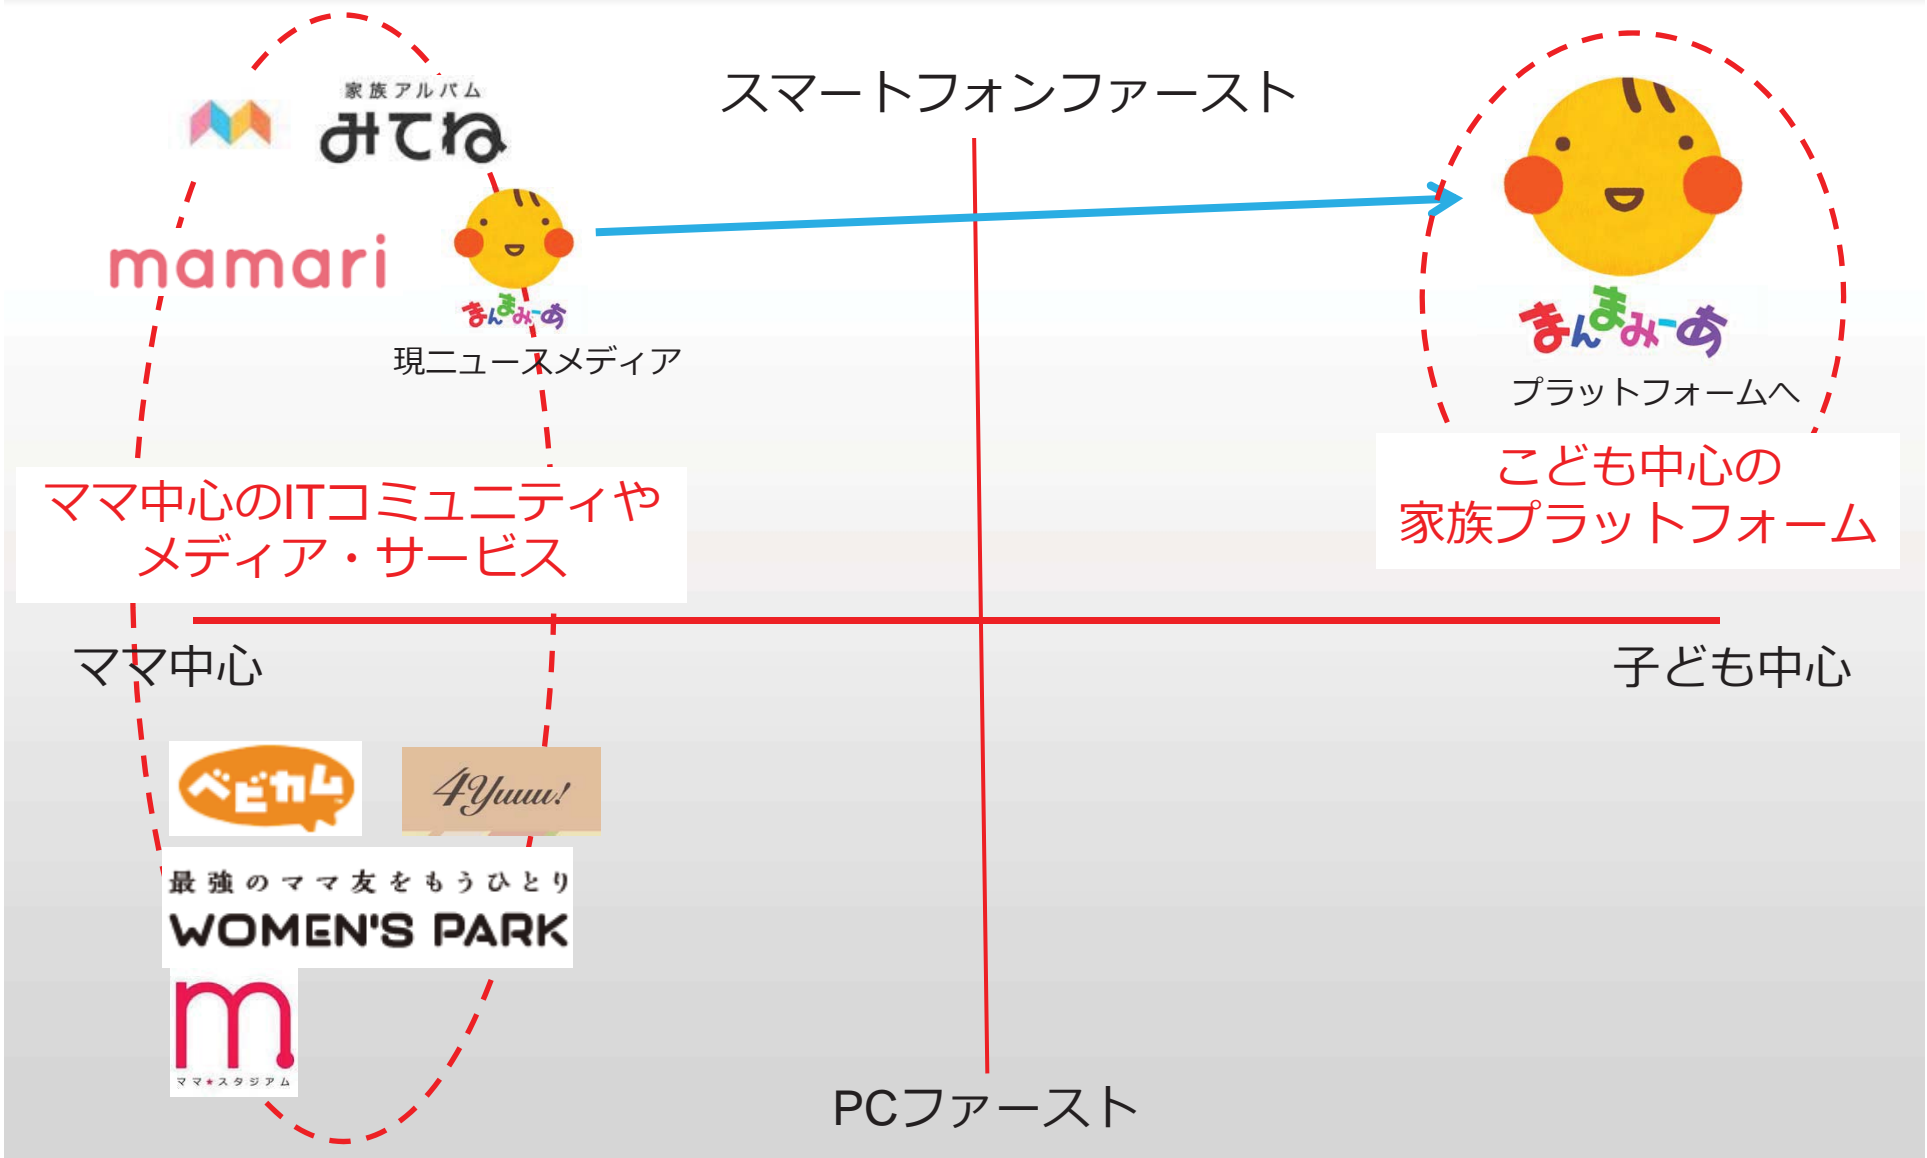 スマートフォンファースト
家族アルバム
みてね
mamari
まんまみーあ
現ニュースメディア
まんまみーあ
プラットフォームへ
ママ中心のITコミュニティや
メディア・サービス
こども中心の
家族プラットフォーム
ママ中心
子ども中心
ベビカム
4yuuu!
最強のママ友をもうひとり
WOMEN'S PARK
m
ママ★スタジアム
PCファースト